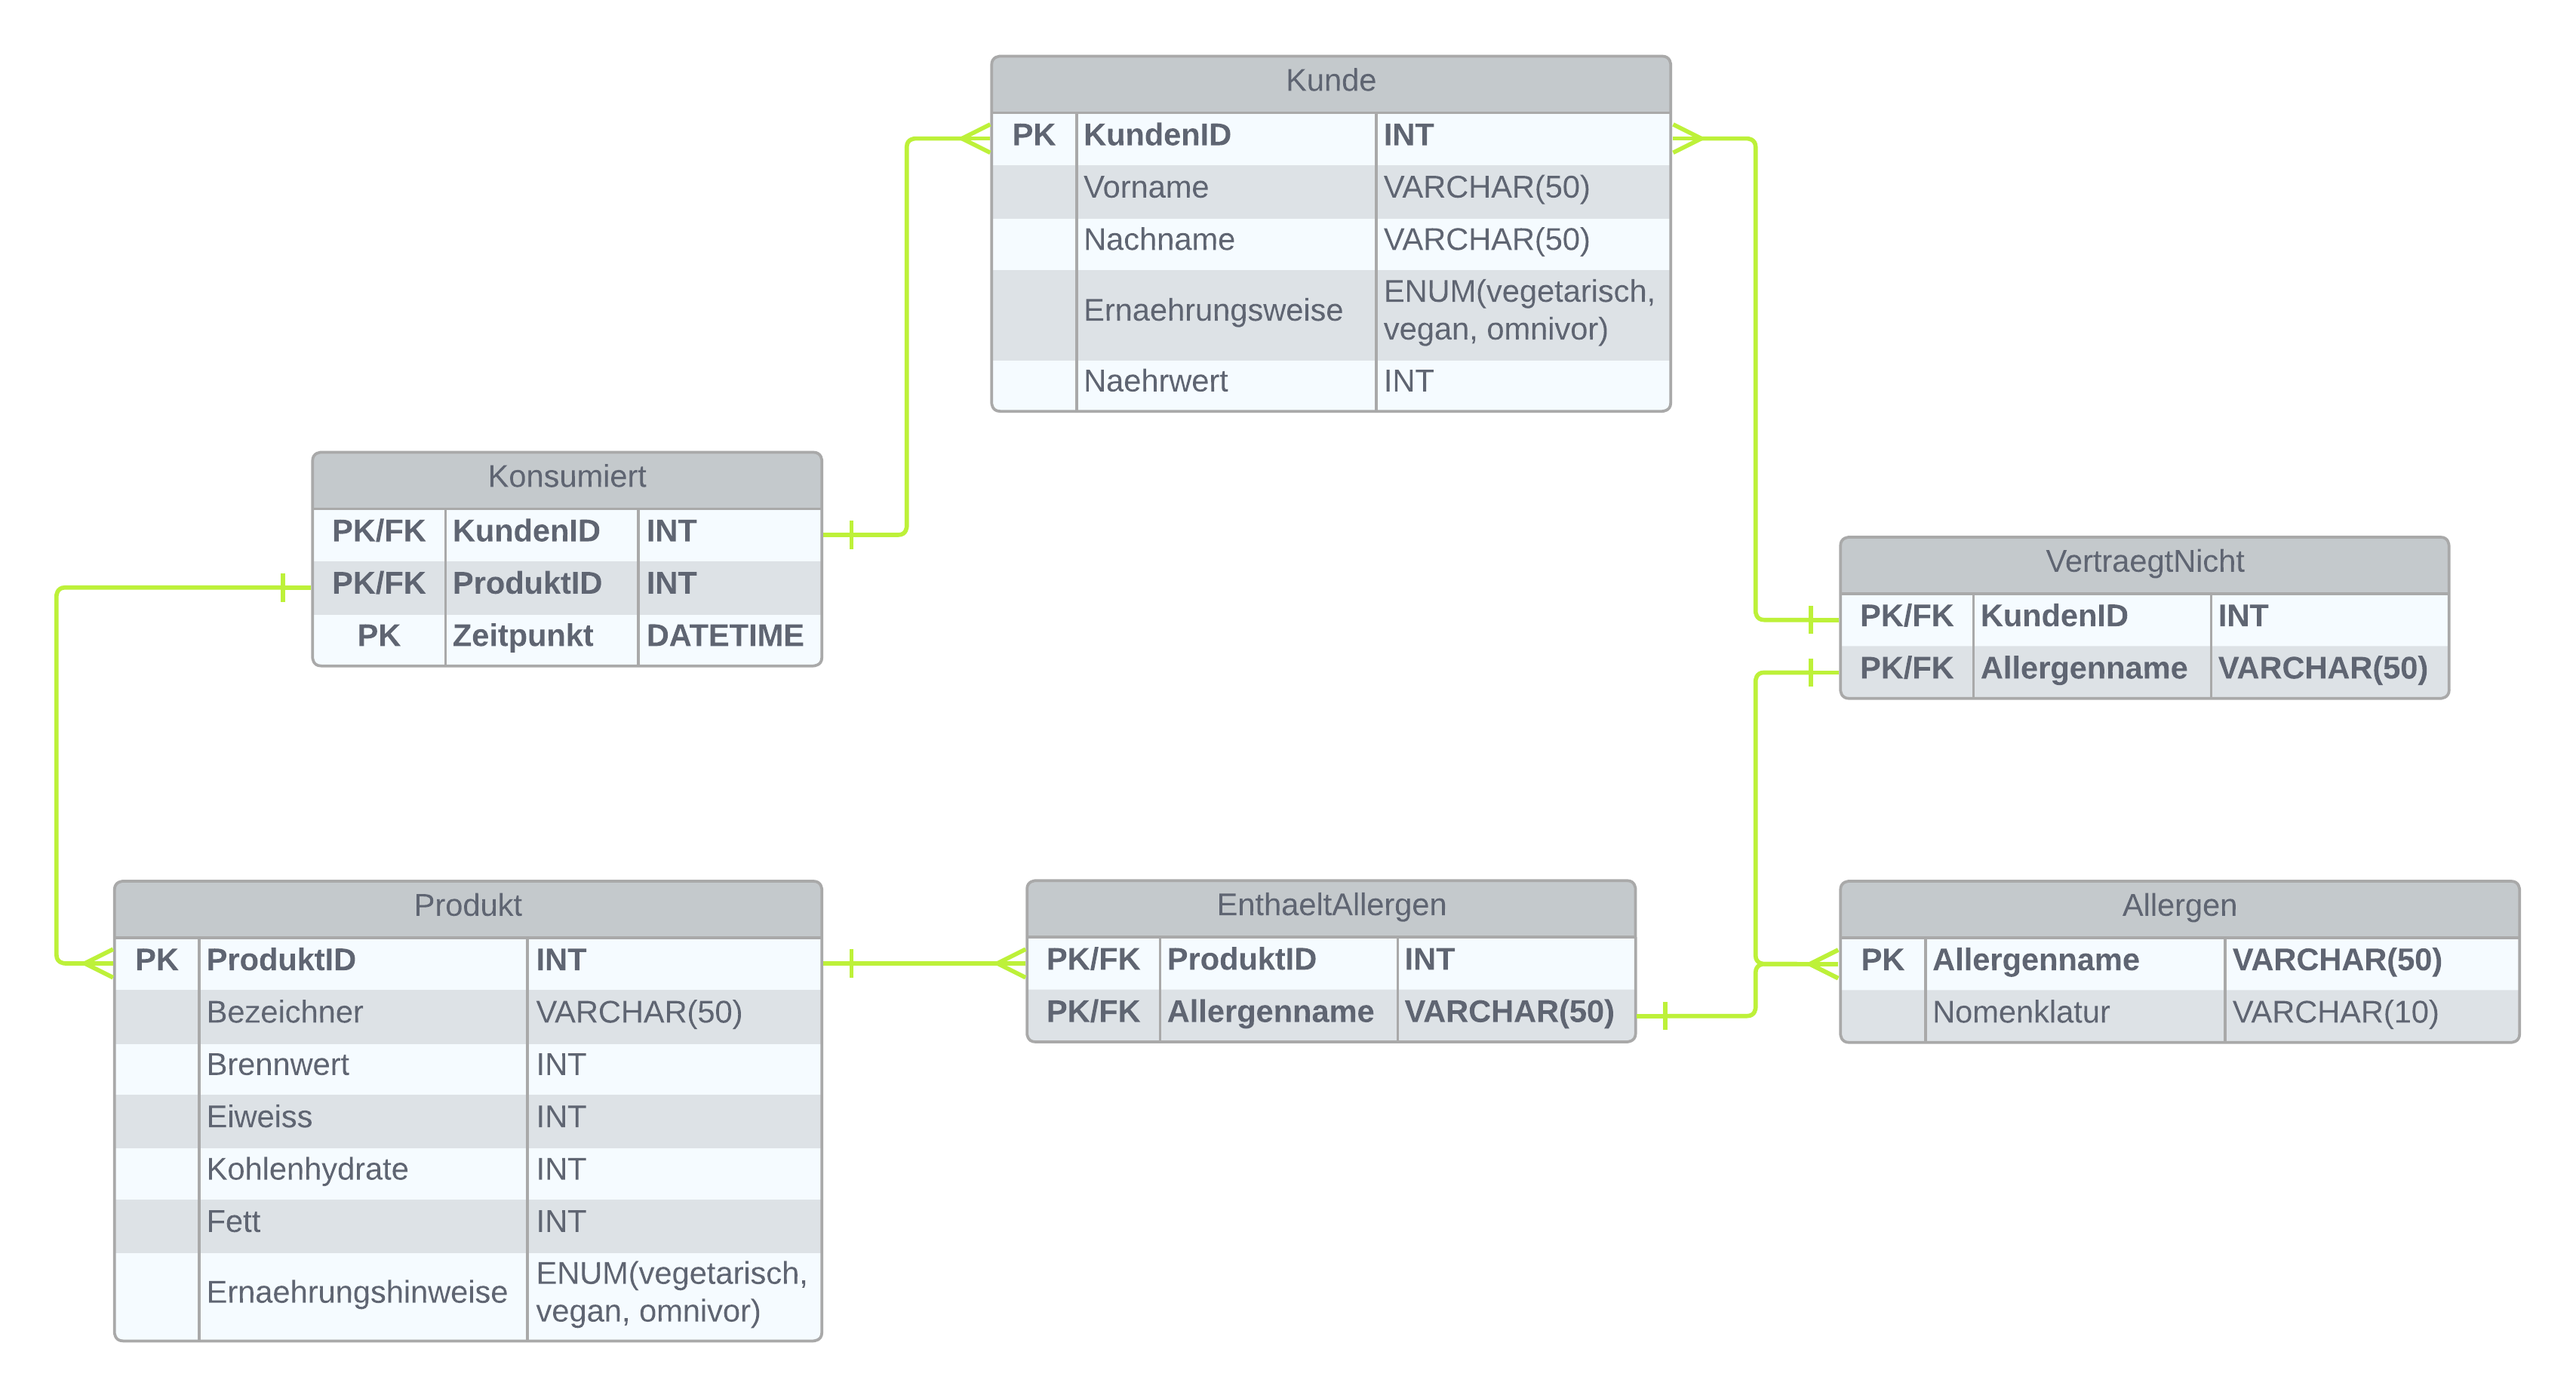 Kunde
PK KundenID INT
Vorname VARCHAR(50)
Nachname VARCHAR(50)
Ernaehrungsweise ENUM(vegetarisch,
vegan, omnivor)
Naehrwert INT
Konsumiert
PK/FK KundenID INT
PK/FK ProduktID INT
PK Zeitpunkt DATETIME
VertraegtNicht
PK/FK KundenID INT
PK/FK Allergenname VARCHAR(50)
Produkt
PK ProduktID INT
Bezeichner VARCHAR(50)
Brennwert INT
Eiweiss INT
Kohlenhydrate INT
Fett INT
Ernaehrungshinweise ENUM(vegetarisch,
vegan, omnivor)
EnthaeltAllergen
PK/FK ProduktID INT
PK/FK Allergenname VARCHAR(50)
Allergen
PK Allergenname VARCHAR(50)
Nomenklatur VARCHAR(10)